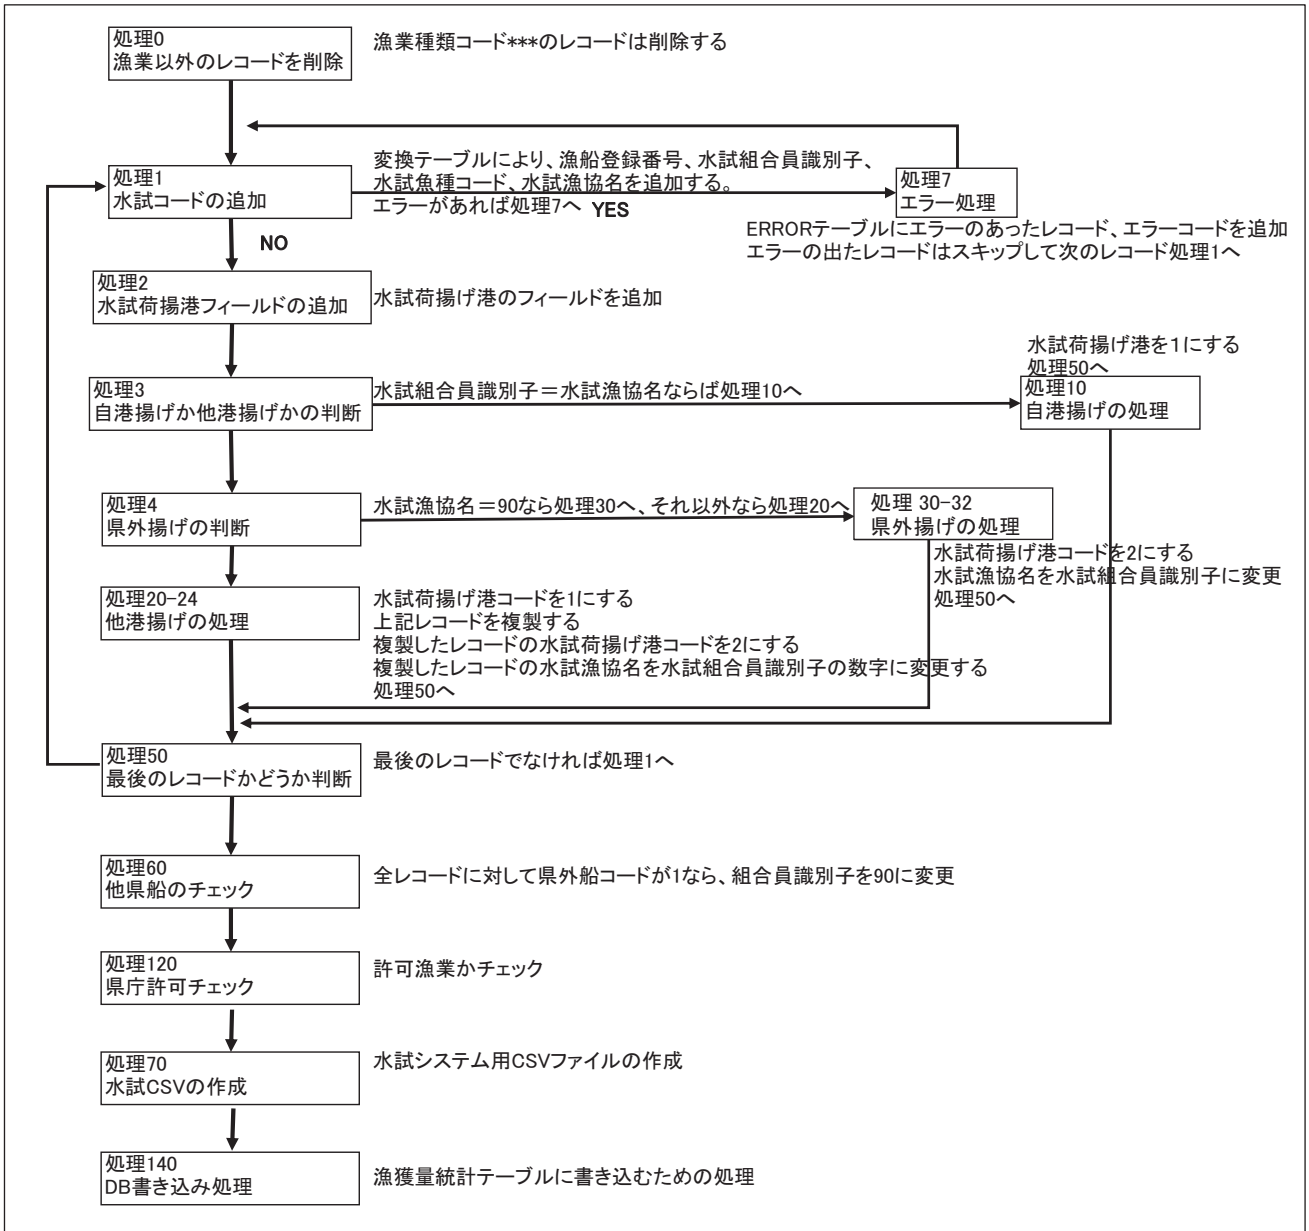 処理0
漁業以外のレコードを削除
漁業種類コード***のレコードは削除する
処理1
水試コードの追加
変換テーブルにより、漁船登録番号、水試組合員識別子、
水試魚種コード、水試漁協名を追加する。
エラーがあれば処理7へ YES
処理7
エラー処理
ERRORテーブルにエラーのあったレコード、エラーコードを追加
エラーの出たレコードはスキップして次のレコード処理1へ
NO
処理2
水試荷揚港フィールドの追加
水試荷揚げ港のフィールドを追加
処理3
自港揚げか他港揚げかの判断
水試組合員識別子＝水試漁協名ならば処理10へ
水試荷揚げ港を1にする
処理50へ
処理10
自港揚げの処理
処理4
県外揚げの判断
水試漁協名＝90なら処理30へ、それ以外なら処理20へ
処理 30-32
県外揚げの処理
水試荷揚げ港コードを2にする
水試漁協名を水試組合員識別子に変更
処理50へ
処理20-24
他港揚げの処理
水試荷揚げ港コードを1にする
上記レコードを複製する
複製したレコードの水試荷揚げ港コードを2にする
複製したレコードの水試漁協名を水試組合員識別子の数字に変更する
処理50へ
処理50
最後のレコードかどうか判断
最後のレコードでなければ処理1へ
処理60
他県船のチェック
全レコードに対して県外船コードが1なら、組合員識別子を90に変更
処理120
県庁許可チェック
許可漁業かチェック
処理70
水試CSVの作成
水試システム用CSVファイルの作成
処理140
DB書き込み処理
漁獲量統計テーブルに書き込むための処理